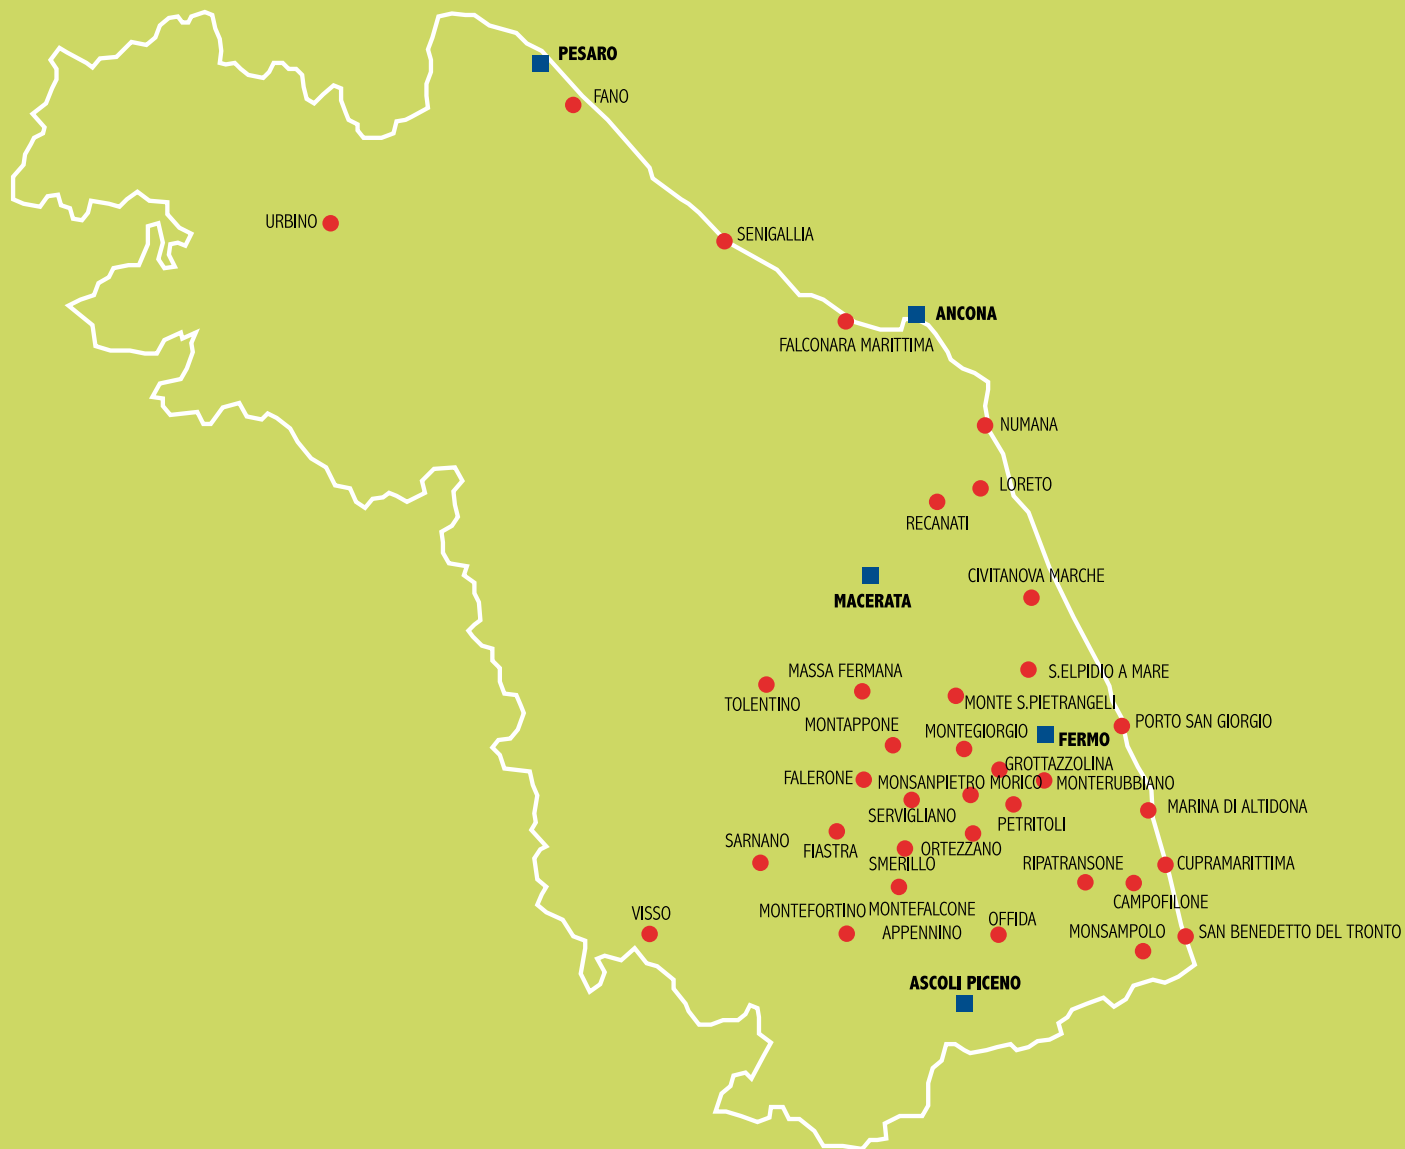 PESARO
FANO
URBINO
SENIGALLIA
ANCONA
FALCONARA MARITTIMA
NUMANA
LORETO
RECANATI
CIVITANOVA MARCHE
MACERATA
MASSA FERMANA
S.ELPIDIO A MARE
TOLENTINO
MONTE S.PIETRANGELI
MONTAPPONE
MONTEGIORGIO
PORTO SAN GIORGIO
FERMO
GROTTAZZOLINA
FALERONE
MONSANPIETRO MORICO
MONTERUBBIANO
SERVIGLIANO
PETRITOLI
MARINA DI ALTIDONA
SARNANO
FIASTRA
ORTEZZANO
SMERILLO
RIPATRANSONE
CUPRAMARITTIMA
CAMPOFILONE
VISSO
MONTEFORTINO
MONTEFALCONE
APPENNINO
OFFIDA
MONSAMPOLO
SAN BENEDETTO DEL TRONTO
ASCOLI PICENO